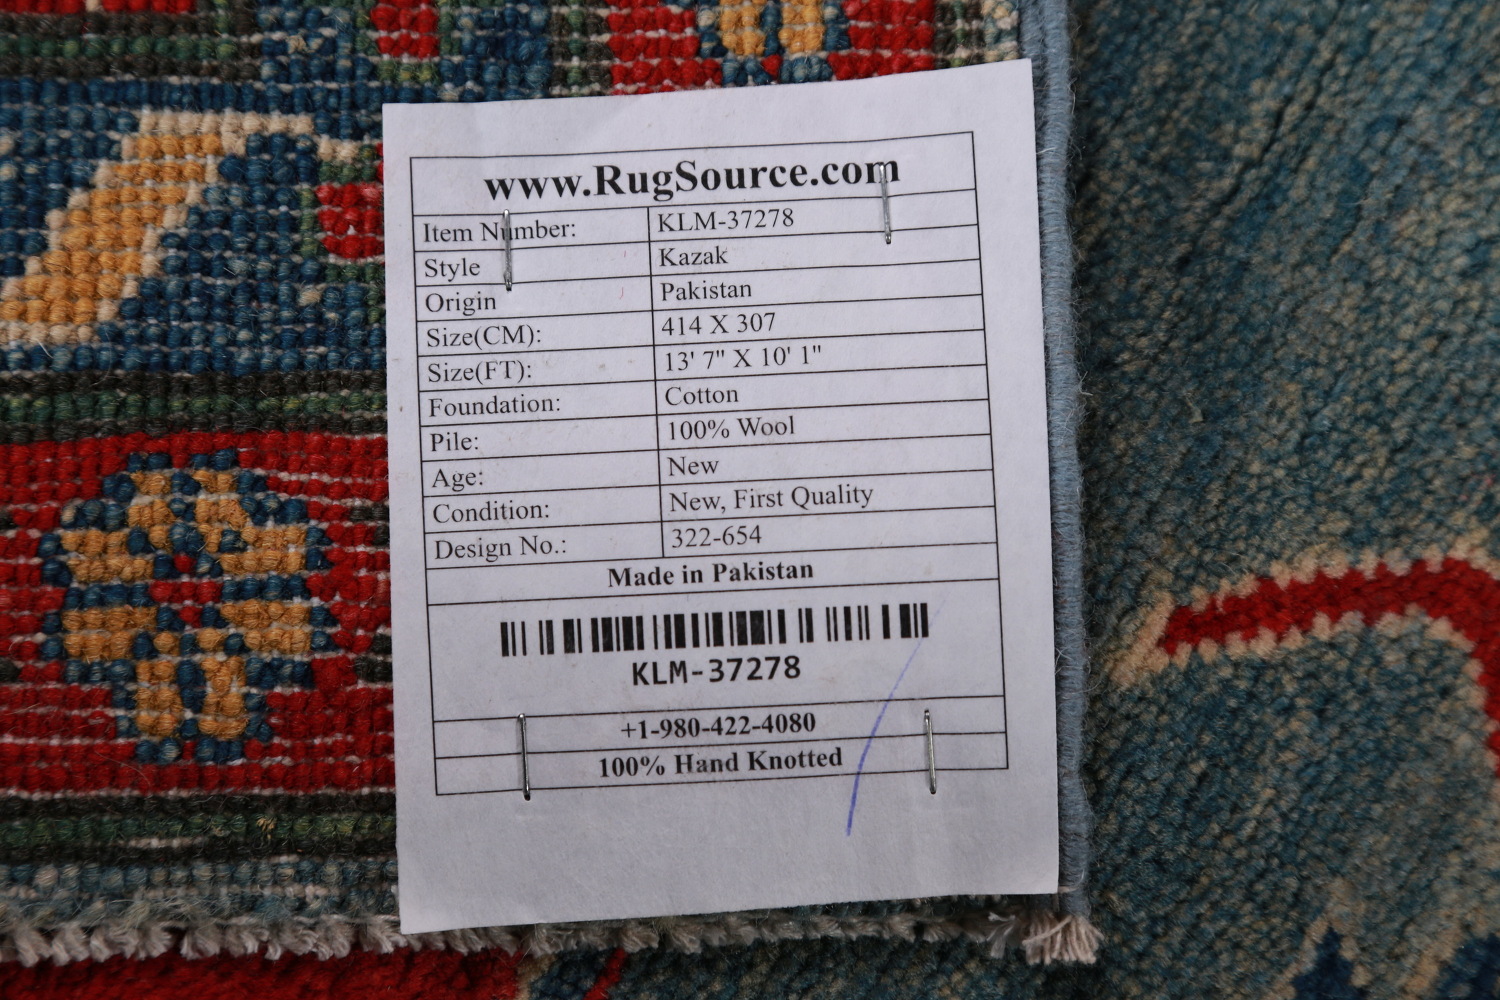 www.RugSource.com
Item Number: KLM-37278
Style Kazak
Origin Pakistan
Size(CM): 414 X 307
Size(FT): 13' 7" X 10' 1"
Foundation: Cotton
Pile: 100% Wool
Age: New
Condition: New, First Quality
Design No.: 322-654
Made in Pakistan
KLM-37278
+1-980-422-4080
100% Hand Knotted